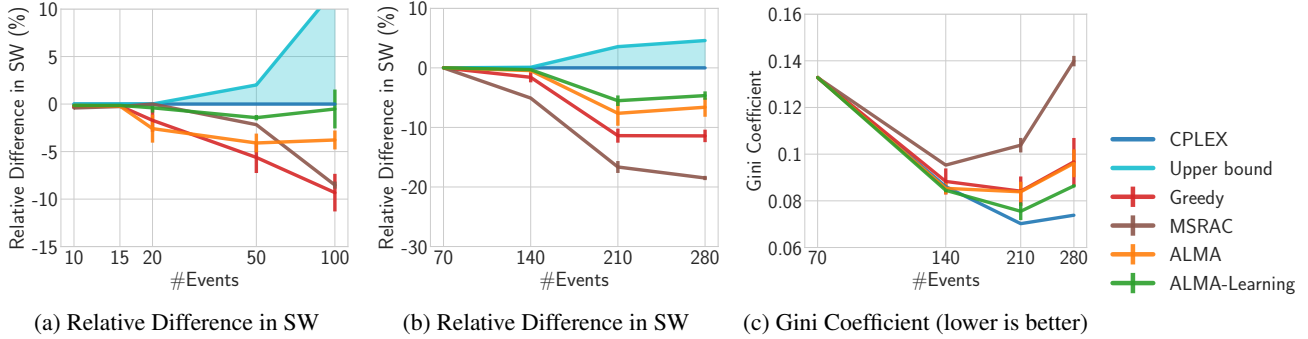 Relative Difference in SW (%)
10
5
0
-5
-10
-15
10
15
20
50
100
#Events
(a) Relative Difference in SW
Relative Difference in SW (%)
10
0
-10
-20
-30
70
140
210
280
#Events
(b) Relative Difference in SW
Gini Coefficient
0.16
0.14
0.12
0.1
0.08
0.06
70
140
210
280
#Events
(c) Gini Coefficient (lower is better)
CPLEX
Upper bound
Greedy
MSRAC
ALMA
ALMA-Learning